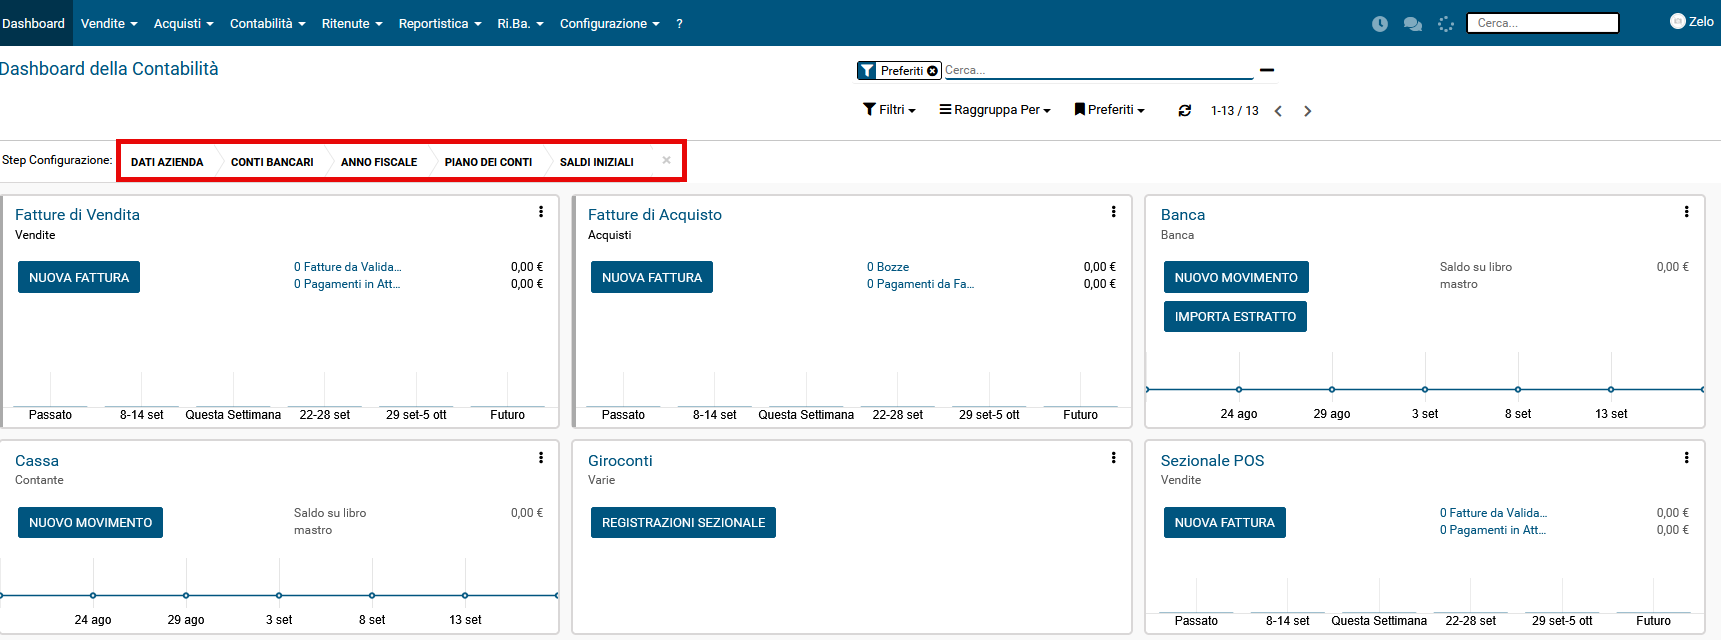 Dashboard Vendite Acquisti Contabilità Ritenute Reportistica Ri.Ba. Configurazione ? Cerca... Zelo
Dashboard della Contabilità Preferiti Cerca...
Filtri Raggruppa Per Preferiti 1-13 / 13
Step Configurazione: DATI AZIENDA CONTI BANCARI ANNO FISCALE PIANO DEI CONTI SALDI INIZIALI ×
Fatture di Vendita
Vendite
NUOVA FATTURA
0 Fatture da Valida... 0,00 €
0 Pagamenti in Att... 0,00 €
Passato 8-14 set Questa Settimana 22-28 set 29 set-5 ott Futuro
Fatture di Acquisto
Acquisti
NUOVA FATTURA
0 Bozze 0,00 €
0 Pagamenti da Fa... 0,00 €
Passato 8-14 set Questa Settimana 22-28 set 29 set-5 ott Futuro
Banca
Banca
NUOVO MOVIMENTO
IMPORTA ESTRATTO
Saldo su libro 0,00 €
mastro
24 ago 29 ago 3 set 8 set 13 set
Cassa
Contante
NUOVO MOVIMENTO
Saldo su libro 0,00 €
mastro
24 ago 29 ago 3 set 8 set 13 set
Giroconti
Varie
REGISTRAZIONI SEZIONALE
Sezionale POS
Vendite
NUOVA FATTURA
0 Fatture da Valida... 0,00 €
0 Pagamenti in Att... 0,00 €
Passato 8-14 set Questa Settimana 22-28 set 29 set-5 ott Futuro